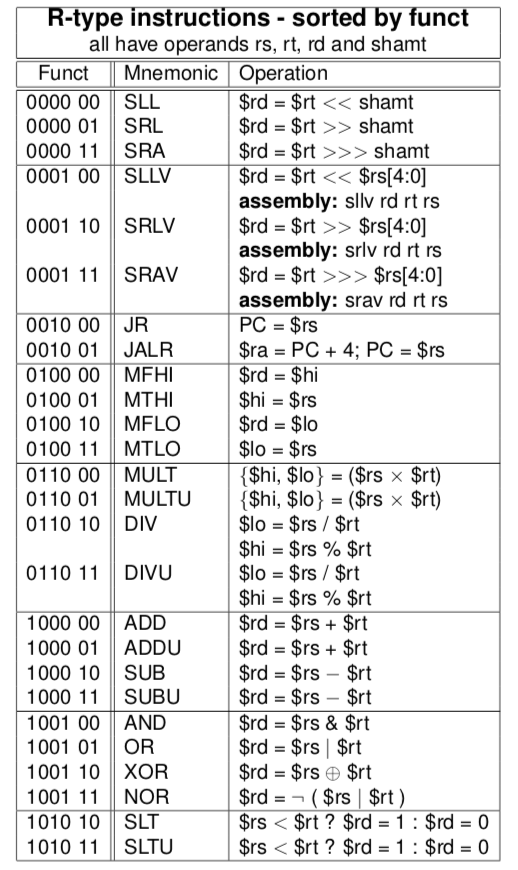 R-type instructions - sorted by funct
all have operands rs, rt, rd and shamt
Funct Mnemonic Operation
0000 00 SLL $rd = $rt << shamt
0000 01 SRL $rd = $rt >> shamt
0000 11 SRA $rd = $rt >>> shamt
0001 00 SLLV $rd = $rt << $rs[4:0]
assembly: sllv rd rt rs
0001 10 SRLV $rd = $rt >> $rs[4:0]
assembly: srlv rd rt rs
0001 11 SRAV $rd = $rt >>> $rs[4:0]
assembly: srav rd rt rs
0010 00 JR PC = $rs
0010 01 JALR $ra = PC + 4; PC = $rs
0100 00 MFHI $rd = $hi
0100 01 MTHI $hi = $rs
0100 10 MFLO $rd = $lo
0100 11 MTLO $lo = $rs
0110 00 MULT {$hi, $lo} = ($rs × $rt)
0110 01 MULTU {$hi, $lo} = ($rs × $rt)
0110 10 DIV $lo = $rs / $rt
$hi = $rs % $rt
0110 11 DIVU $lo = $rs / $rt
$hi = $rs % $rt
1000 00 ADD $rd = $rs + $rt
1000 01 ADDU $rd = $rs + $rt
1000 10 SUB $rd = $rs − $rt
1000 11 SUBU $rd = $rs − $rt
1001 00 AND $rd = $rs & $rt
1001 01 OR $rd = $rs | $rt
1001 10 XOR $rd = $rs ⊕ $rt
1001 11 NOR $rd = ¬ ( $rs | $rt )
1010 10 SLT $rs < $rt ? $rd = 1 : $rd = 0
1010 11 SLTU $rs < $rt ? $rd = 1 : $rd = 0